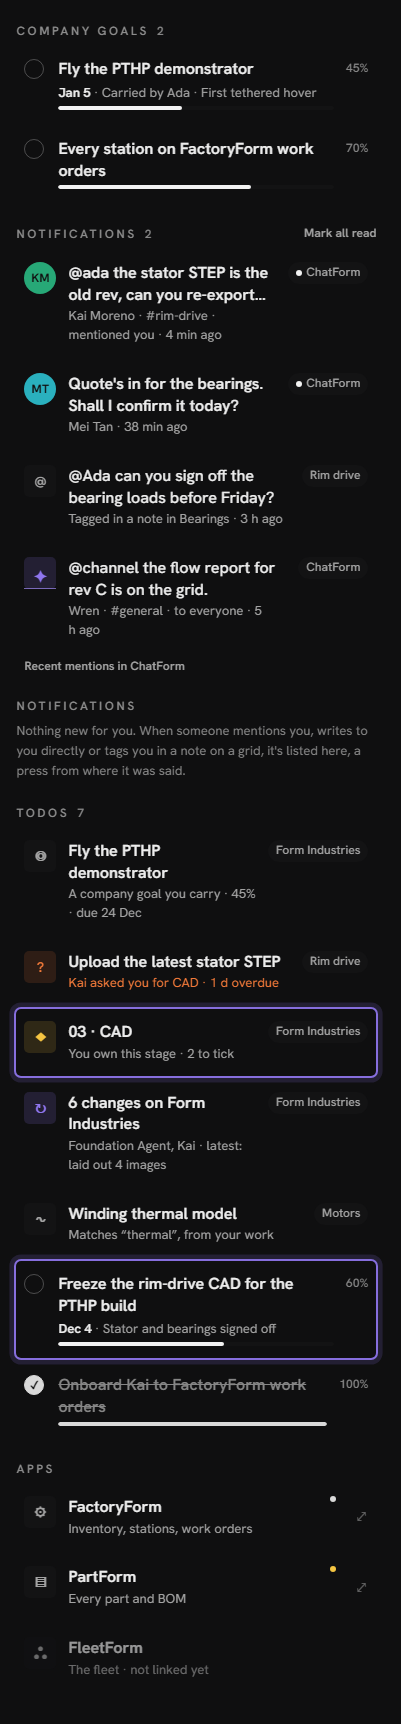 COMPANY GOALS 2
Fly the PTHP demonstrator
45%
Jan 5 · Carried by Ada · First tethered hover
Every station on FactoryForm work
orders
70%
NOTIFICATIONS 2
Mark all read
KM
@ada the stator STEP is the
old rev, can you re-export...
ChatForm
Kai Moreno · #rim-drive ·
mentioned you · 4 min ago
MT
Quote's in for the bearings.
Shall I confirm it today?
ChatForm
Mei Tan · 38 min ago
@
@Ada can you sign off the
bearing loads before Friday?
Rim drive
Tagged in a note in Bearings · 3 h ago
@channel the flow report for
rev C is on the grid.
ChatForm
Wren · #general · to everyone · 5
h ago
Recent mentions in ChatForm
NOTIFICATIONS
Nothing new for you. When someone mentions you, writes to
you directly or tags you in a note on a grid, it's listed here, a
press from where it was said.
TODOS 7
Fly the PTHP
demonstrator
Form Industries
A company goal you carry · 45%
· due 24 Dec
?
Upload the latest stator STEP
Rim drive
Kai asked you for CAD · 1 d overdue
03 · CAD
Form Industries
You own this stage · 2 to tick
6 changes on Form
Industries
Form Industries
Foundation Agent, Kai · latest:
laid out 4 images
Winding thermal model
Motors
Matches “thermal”, from your work
Freeze the rim-drive CAD for the
PTHP build
60%
Dec 4 · Stator and bearings signed off
Onboard Kai to FactoryForm work
orders
100%
APPS
FactoryForm
Inventory, stations, work orders
PartForm
Every part and BOM
FleetForm
The fleet · not linked yet